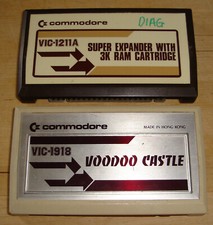 commodore
DIAG
VIC-1211A
SUPER EXPANDER WITH
3K RAM CARTRIDGE
commodore
MADE IN HONG KONG
VIC-1918
VOODOO CASTLE